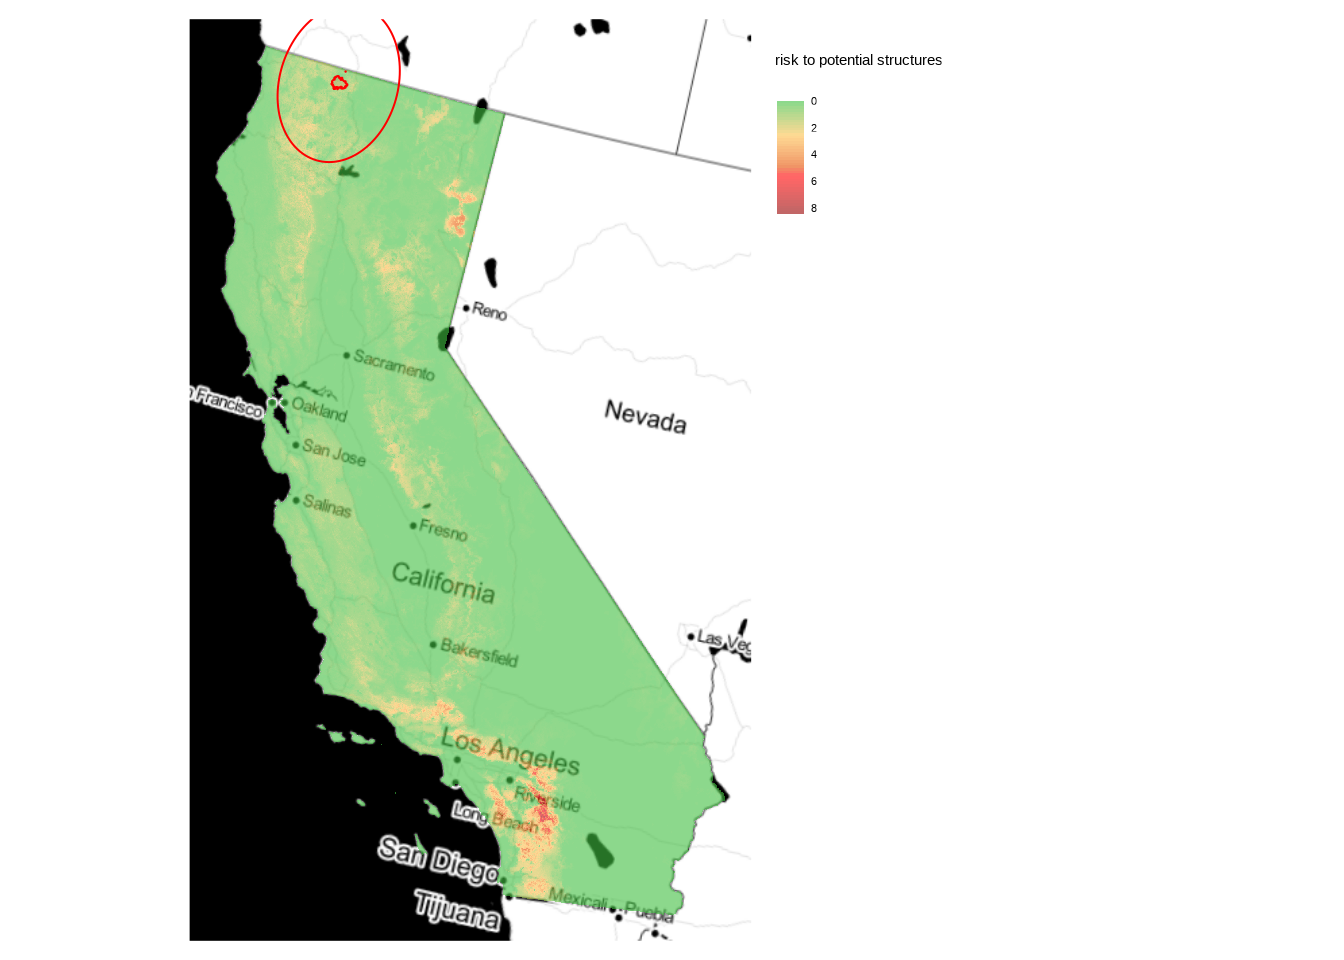 risk to potential structures
0
2
4
6
8
Reno
Sacramento
Francisco
Oakland
Nevada
San Jose
Salinas
Fresno
California
Las Veg
Bakersfield
Los Angeles
Riverside
Long Beach
San Diego
Mexicali
Puebla
Tijuana